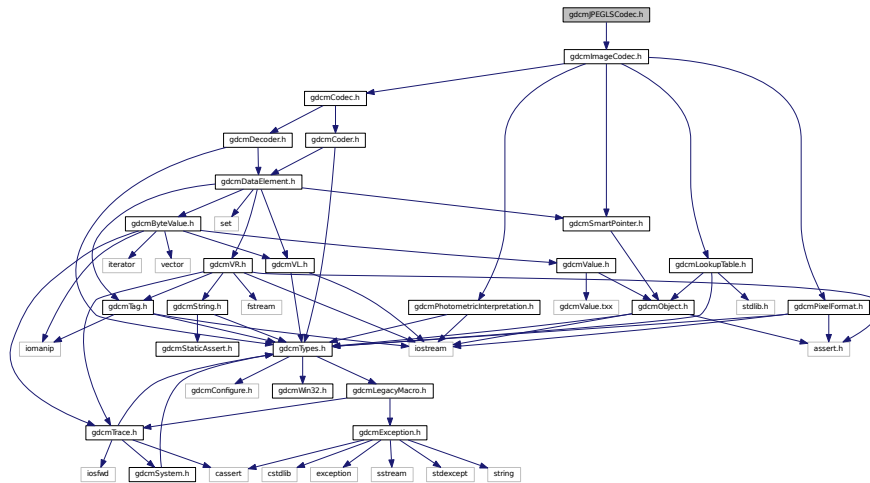 gdcmJPEGLSCodec.h
gdcmImageCodec.h
gdcmCodec.h
gdcmDecoder.h
gdcmCoder.h
gdcmDataElement.h
gdcmByteValue.h
set
gdcmSmartPointer.h
iterator
vector
gdcmVR.h
gdcmVL.h
gdcmValue.h
gdcmLookupTable.h
gdcmTag.h
gdcmString.h
fstream
gdcmPhotometricInterpretation.h
gdcmValue.txx
gdcmObject.h
stdlib.h
gdcmPixelFormat.h
iomanip
gdcmStaticAssert.h
gdcmTypes.h
iostream
assert.h
gdcmConfigure.h
gdcmWin32.h
gdcmLegacyMacro.h
gdcmTrace.h
gdcmException.h
iosfwd
gdcmSystem.h
cassert
cstdlib
exception
sstream
stdexcept
string